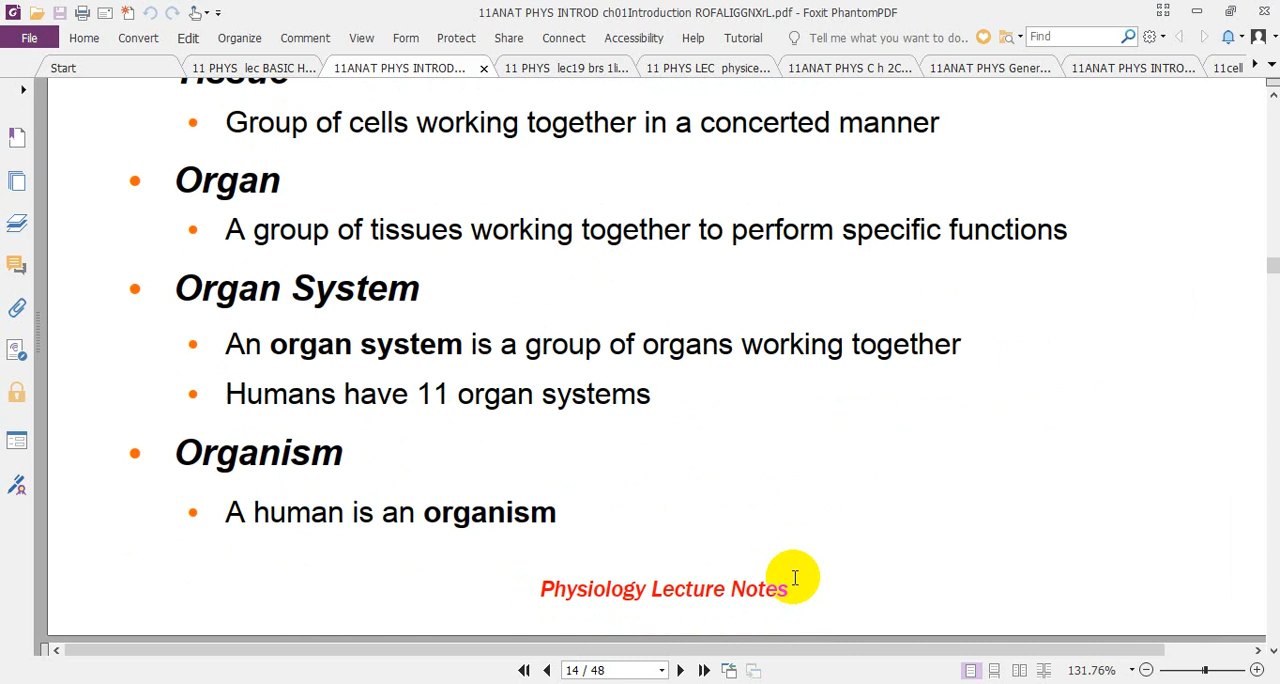 11ANAT PHYS INTROD ch01Introduction ROFALIGGNXVL.pdf - Foxit PhantomPDF
File Home Convert Edit Organize Comment View Form Protect Share Connect Accessibility Help Tutorial Tell me what you want to do.. Find
Start 11 PHYS lec BASIC H... 11ANAT PHYS INTROD... 11 PHYS lec19 brs 1li... 11 PHYS LEC physice... 11ANAT PHYS C h 2C... 11ANAT PHYS Gener... 11ANAT PHYS INTRO... 11cell
Tissue
• Group of cells working together in a concerted manner
• Organ
• A group of tissues working together to perform specific functions
• Organ System
• An organ system is a group of organs working together
• Humans have 11 organ systems
• Organism
• A human is an organism
Physiology Lecture Notes
14 / 48 131.76%